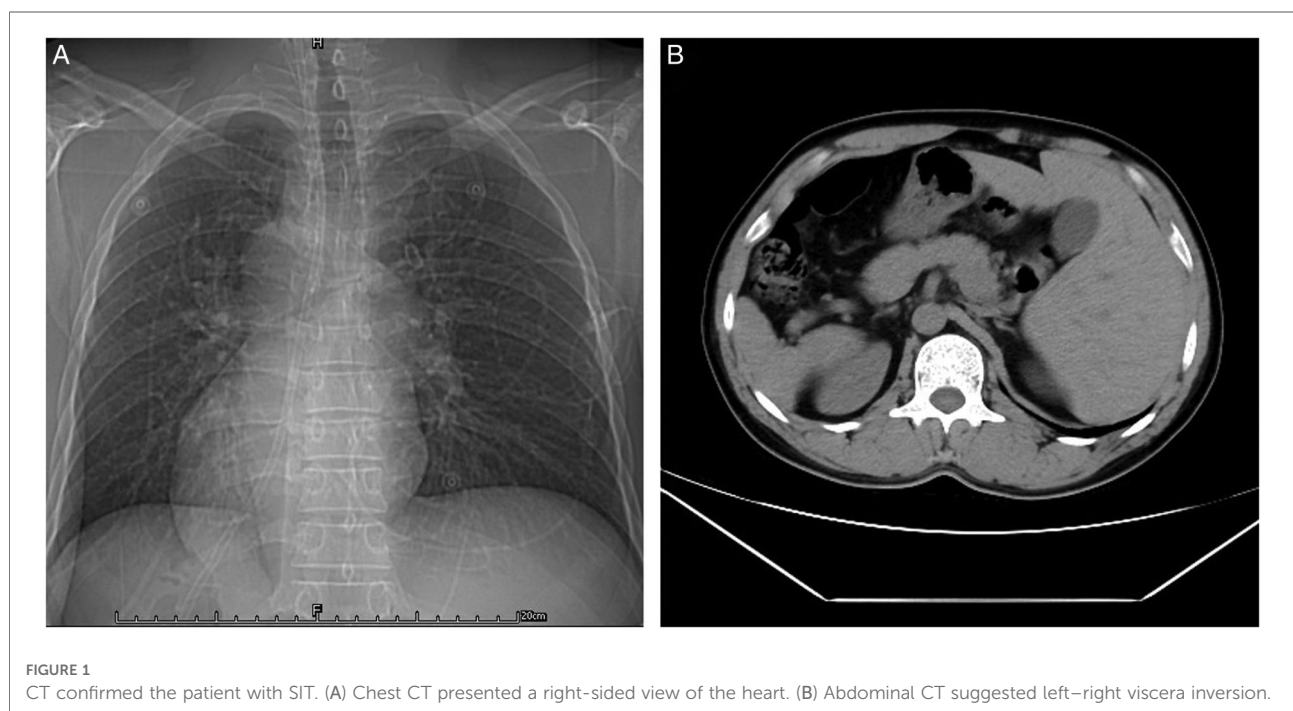 A
H
F
20cm
B
FIGURE 1
CT confirmed the patient with SIT. (A) Chest CT presented a right-sided view of the heart. (B) Abdominal CT suggested left–right viscera inversion.